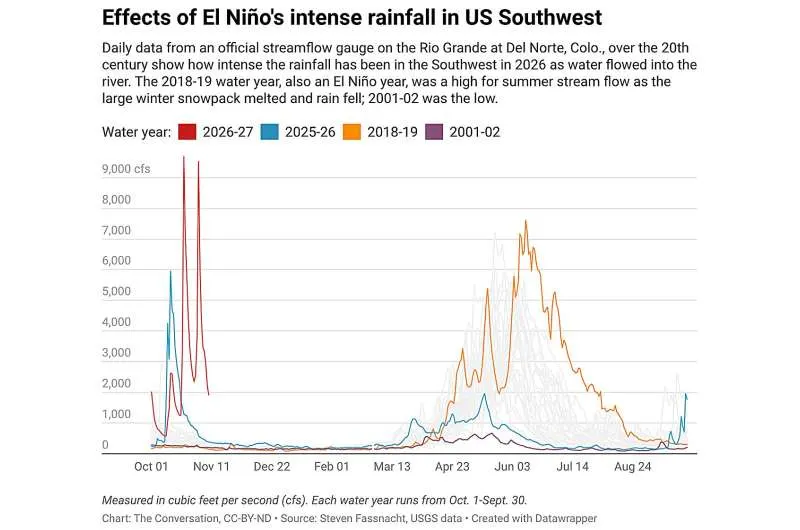 Effects of El Niño's intense rainfall in US Southwest
Daily data from an official streamflow gauge on the Rio Grande at Del Norte, Colo., over the 20th
century show how intense the rainfall has been in the Southwest in 2026 as water flowed into the
river. The 2018-19 water year, also an El Niño year, was a high for summer stream flow as the
large winter snowpack melted and rain fell; 2001-02 was the low.
Water year: 2026-27 2025-26 2018-19 2001-02
9,000 cfs
8,000
7,000
6,000
5,000
4,000
3,000
2,000
1,000
0
Oct 01 Nov 11 Dec 22 Feb 01 Mar 13 Apr 23 Jun 03 Jul 14 Aug 24
Measured in cubic feet per second (cfs). Each water year runs from Oct. 1-Sept. 30.
Chart: The Conversation, CC-BY-ND • Source: Steven Fassnacht, USGS data • Created with Datawrapper